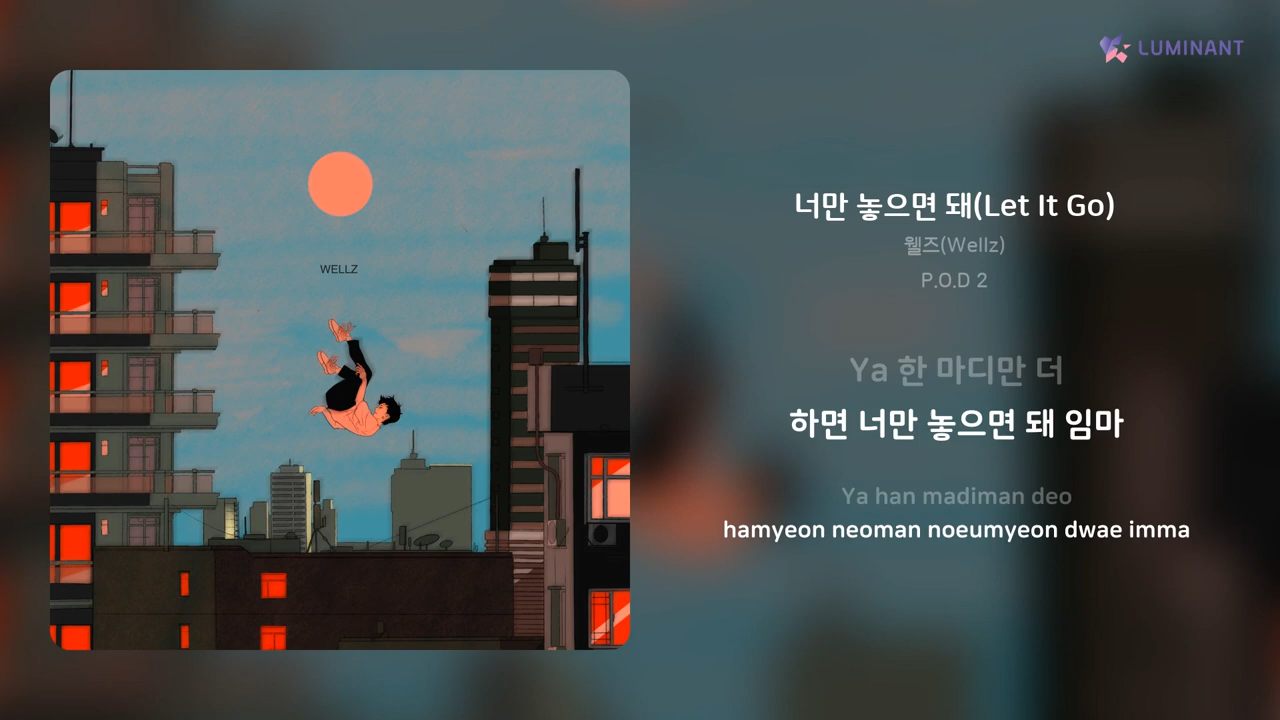 LUMINANT
WELLZ
너만 놓으면 돼(Let It Go)
웰즈(Wellz)
P.O.D 2
Ya 한 마디만 더
하면 너만 놓으면 돼 임마
Ya han madiman deo
hamyeon neoman noeumyeon dwae imma